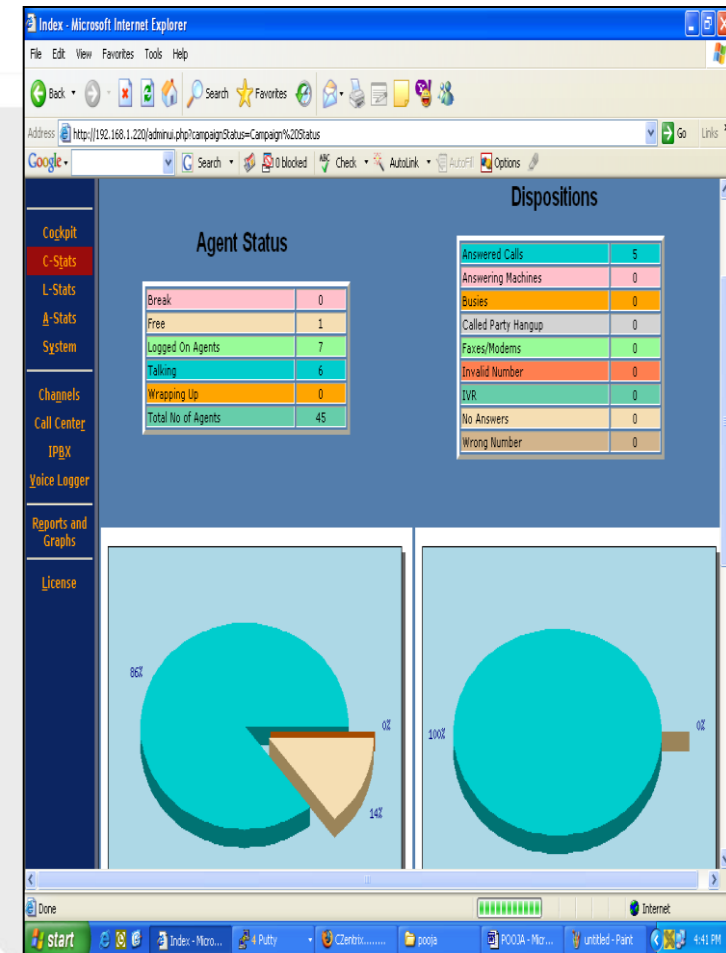 Index - Microsoft Internet Explorer
File Edit View Favorites Tools Help
Back Search Favorites
Address http://192.168.1.220/adminui.php?campaignStatus=Campaign%20Status Go Links
Google Search 0 blocked Check AutoLink AutoFill Options
Cockpit
C-Stats
L-Stats
A-Stats
System
Channels
Call Center
IPBX
Voice Logger
Reports and
Graphs
License
Agent Status
Break 0
Free 1
Logged On Agents 7
Talking 6
Wrapping Up 0
Total No of Agents 45
Dispositions
Answered Calls 5
Answering Machines 0
Busies 0
Called Party Hangup 0
Faxes/Modems 0
Invalid Number 0
IVR 0
No Answers 0
Wrong Number 0
86%
0%
14%
100%
0%
Done Internet
start Index - Micro... 4 Putty CZentrix........ pooja POOJA - Micr... untitled - Paint 4:41 PM